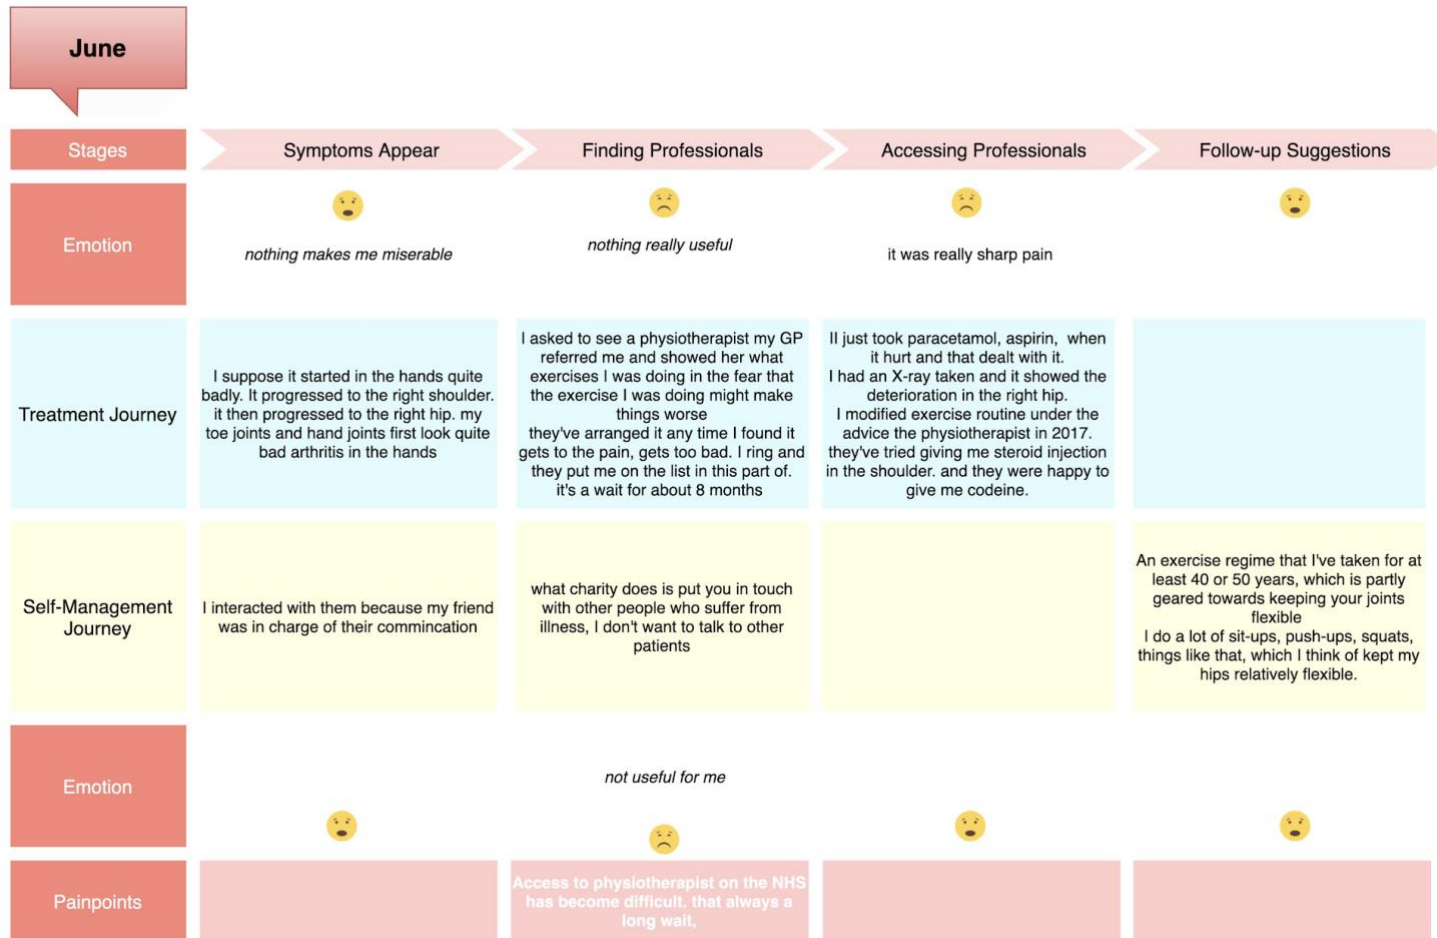 June
Stages
Symptoms Appear
Finding Professionals
Accessing Professionals
Follow-up Suggestions
Emotion
nothing makes me miserable
nothing really useful
it was really sharp pain
Treatment Journey
I suppose it started in the hands quite
badly. It progressed to the right shoulder.
it then progressed to the right hip. my
toe joints and hand joints first look quite
bad arthritis in the hands
I asked to see a physiotherapist my GP
referred me and showed her what
exercises I was doing in the fear that
the exercise I was doing might make
things worse
they've arranged it any time I found it
gets to the pain, gets too bad. I ring and
they put me on the list in this part of.
it's a wait for about 8 months
II just took paracetamol, aspirin, when
it hurt and that dealt with it.
I had an X-ray taken and it showed the
deterioration in the right hip.
I modified exercise routine under the
advice the physiotherapist in 2017.
they've tried giving me steroid injection
in the shoulder. and they were happy to
give me codeine.
Self-Management
Journey
I interacted with them because my friend
was in charge of their commincation
what charity does is put you in touch
with other people who suffer from
illness, I don't want to talk to other
patients
An exercise regime that I've taken for at
least 40 or 50 years, which is partly
geared towards keeping your joints
flexible
I do a lot of sit-ups, push-ups, squats,
things like that, which I think of kept my
hips relatively flexible.
Emotion
not useful for me
Painpoints
Access to physiotherapist on the NHS
has become difficult. that always a
long wait,